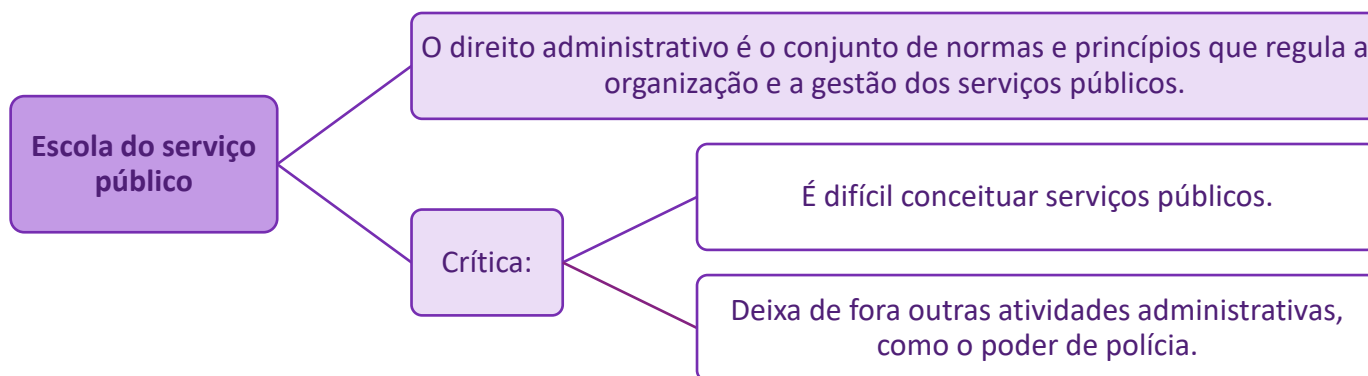 O direito administrativo é o conjunto de normas e princípios que regula a
organização e a gestão dos serviços públicos.
Escola do serviço
público
É difícil conceituar serviços públicos.
Crítica:
Deixa de fora outras atividades administrativas,
como o poder de polícia.